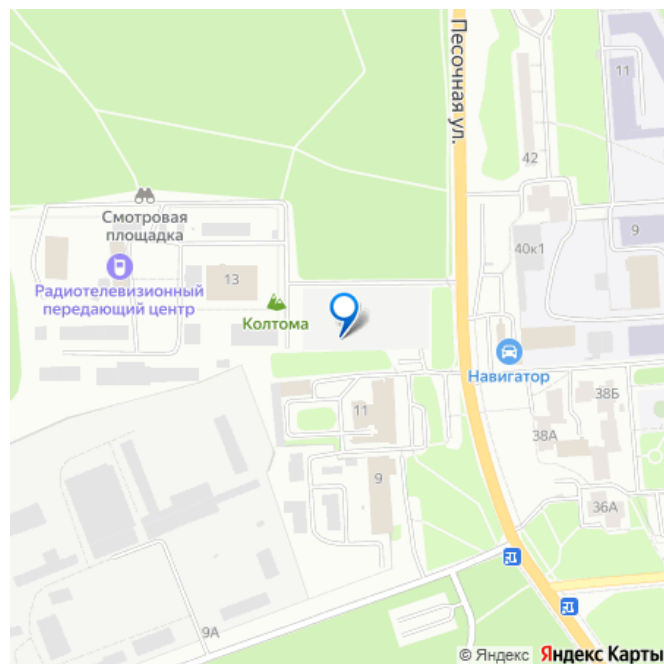 Песочная ул.
11
42
Смотровая
площадка
9
40к1
13
Радиотелевизионный
передающий центр
Колтома
Навигатор
38Б
11
38А
9
36А
9А
© Яндекс Яндекс Карты